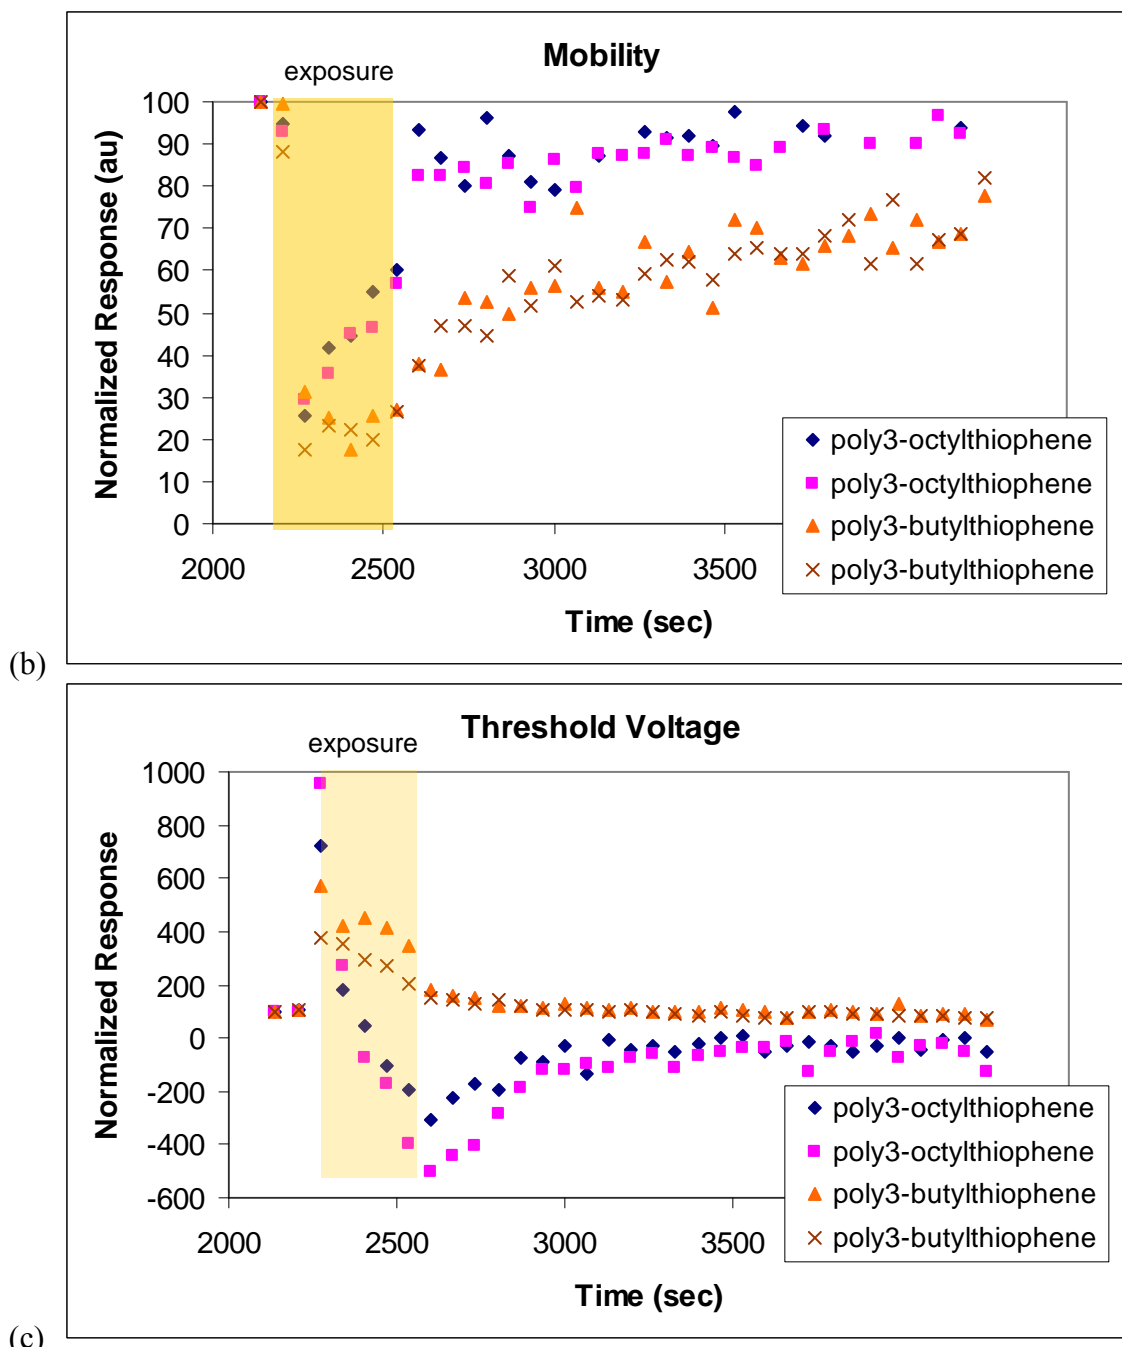 Mobility
exposure
Normalized Response (au)
100
90
80
70
60
50
40
30
20
10
0
2000 2500 3000 3500
Time (sec)
poly3-octylthiophene
poly3-octylthiophene
poly3-butylthiophene
poly3-butylthiophene
(b)
Threshold Voltage
exposure
Normalized Response
1000
800
600
400
200
0
-200
-400
-600
2000 2500 3000 3500
Time (sec)
poly3-octylthiophene
poly3-octylthiophene
poly3-butylthiophene
poly3-butylthiophene
(c)